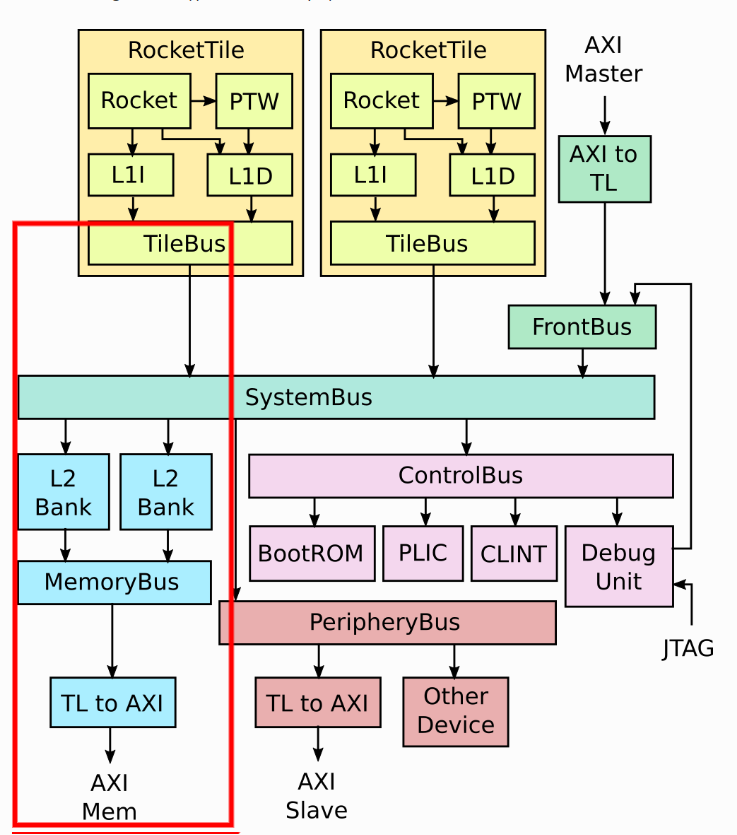 RocketTile
RocketTile
AXI
Master
Rocket
PTW
Rocket
PTW
AXI to
TL
L1I
L1D
L1I
L1D
TileBus
TileBus
FrontBus
SystemBus
L2
Bank
L2
Bank
ControlBus
BootROM
PLIC
CLINT
Debug
Unit
MemoryBus
PeripheryBus
JTAG
TL to AXI
TL to AXI
Other
Device
AXI
Mem
AXI
Slave